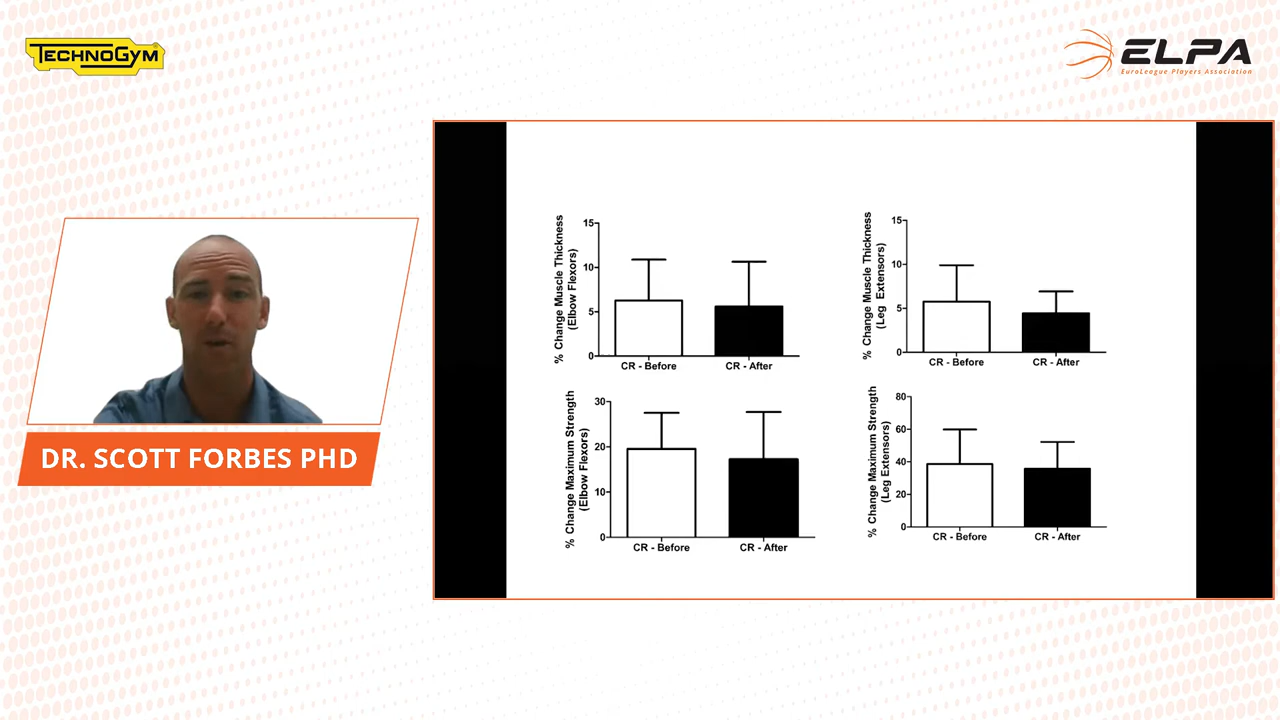 TECHNOGYM
ELPA
EuroLeague Players Association
DR. SCOTT FORBES PHD
% Change Muscle Thickness
(Elbow Flexors)
15
10
5
0
CR - Before
CR - After
% Change Muscle Thickness
(Leg Extensors)
15
10
5
0
CR - Before
CR - After
% Change Maximum Strength
(Elbow Flexors)
30
20
10
0
CR - Before
CR - After
% Change Maximum Strength
(Leg Extensors)
80
60
40
20
0
CR - Before
CR - After